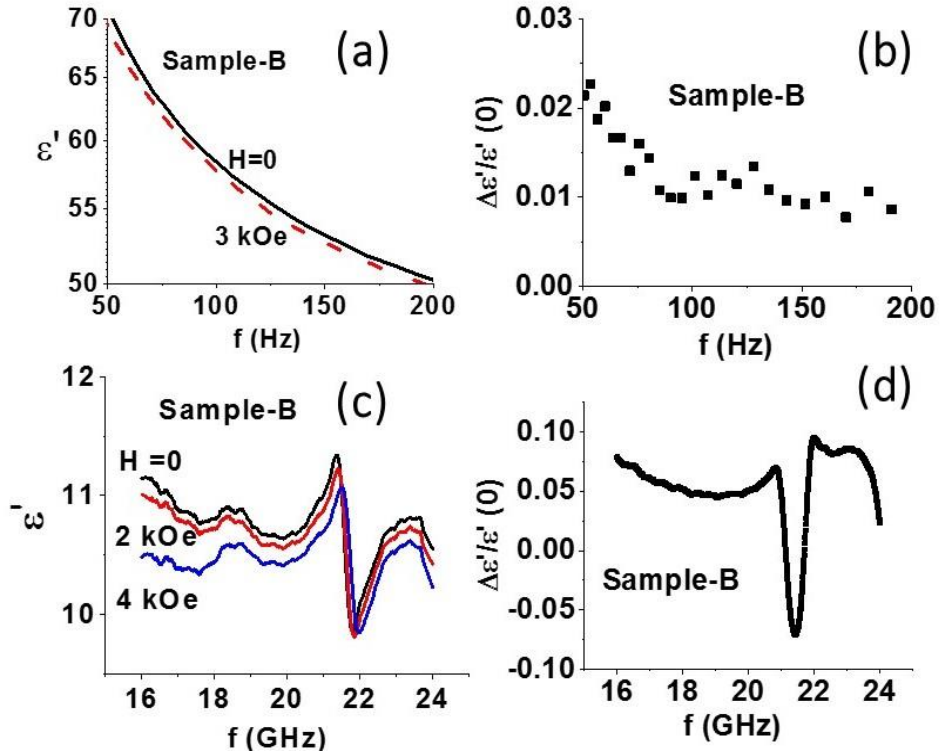 (a)
Sample-B
H=0
3 kOe
ε'
70
65
60
55
50
50
100
150
200
f (Hz)
(b)
Sample-B
Δε'/ε' (0)
0.03
0.02
0.01
0.00
50
100
150
200
f (Hz)
(c)
Sample-B
H =0
2 kOe
4 kOe
ε'
12
11
10
16
18
20
22
24
f (GHz)
(d)
Sample-B
Δε'/ε' (0)
0.10
0.05
0.00
-0.05
-0.10
16
18
20
22
24
f (GHz)